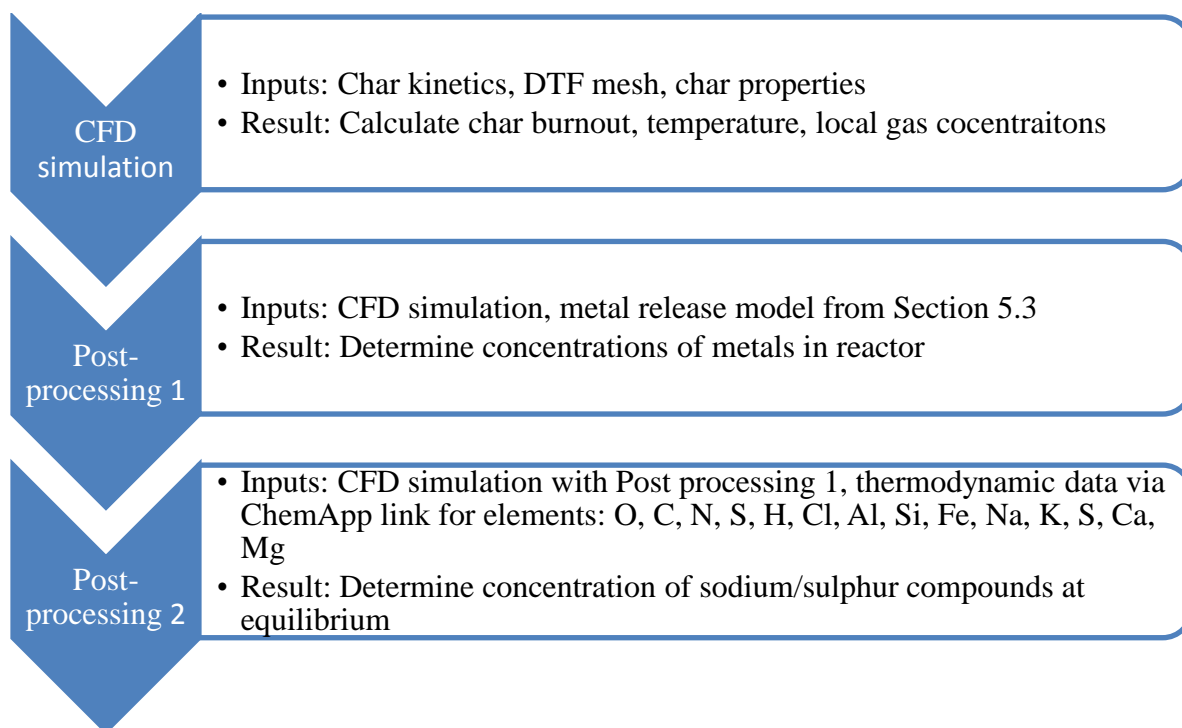 CFD
simulation
• Inputs: Char kinetics, DTF mesh, char properties
• Result: Calculate char burnout, temperature, local gas cocentraitons
Post-
processing 1
• Inputs: CFD simulation, metal release model from Section 5.3
• Result: Determine concentrations of metals in reactor
Post-
processing 2
• Inputs: CFD simulation with Post processing 1, thermodynamic data via
ChemApp link for elements: O, C, N, S, H, Cl, Al, Si, Fe, Na, K, S, Ca,
Mg
• Result: Determine concentration of sodium/sulphur compounds at
equilibrium